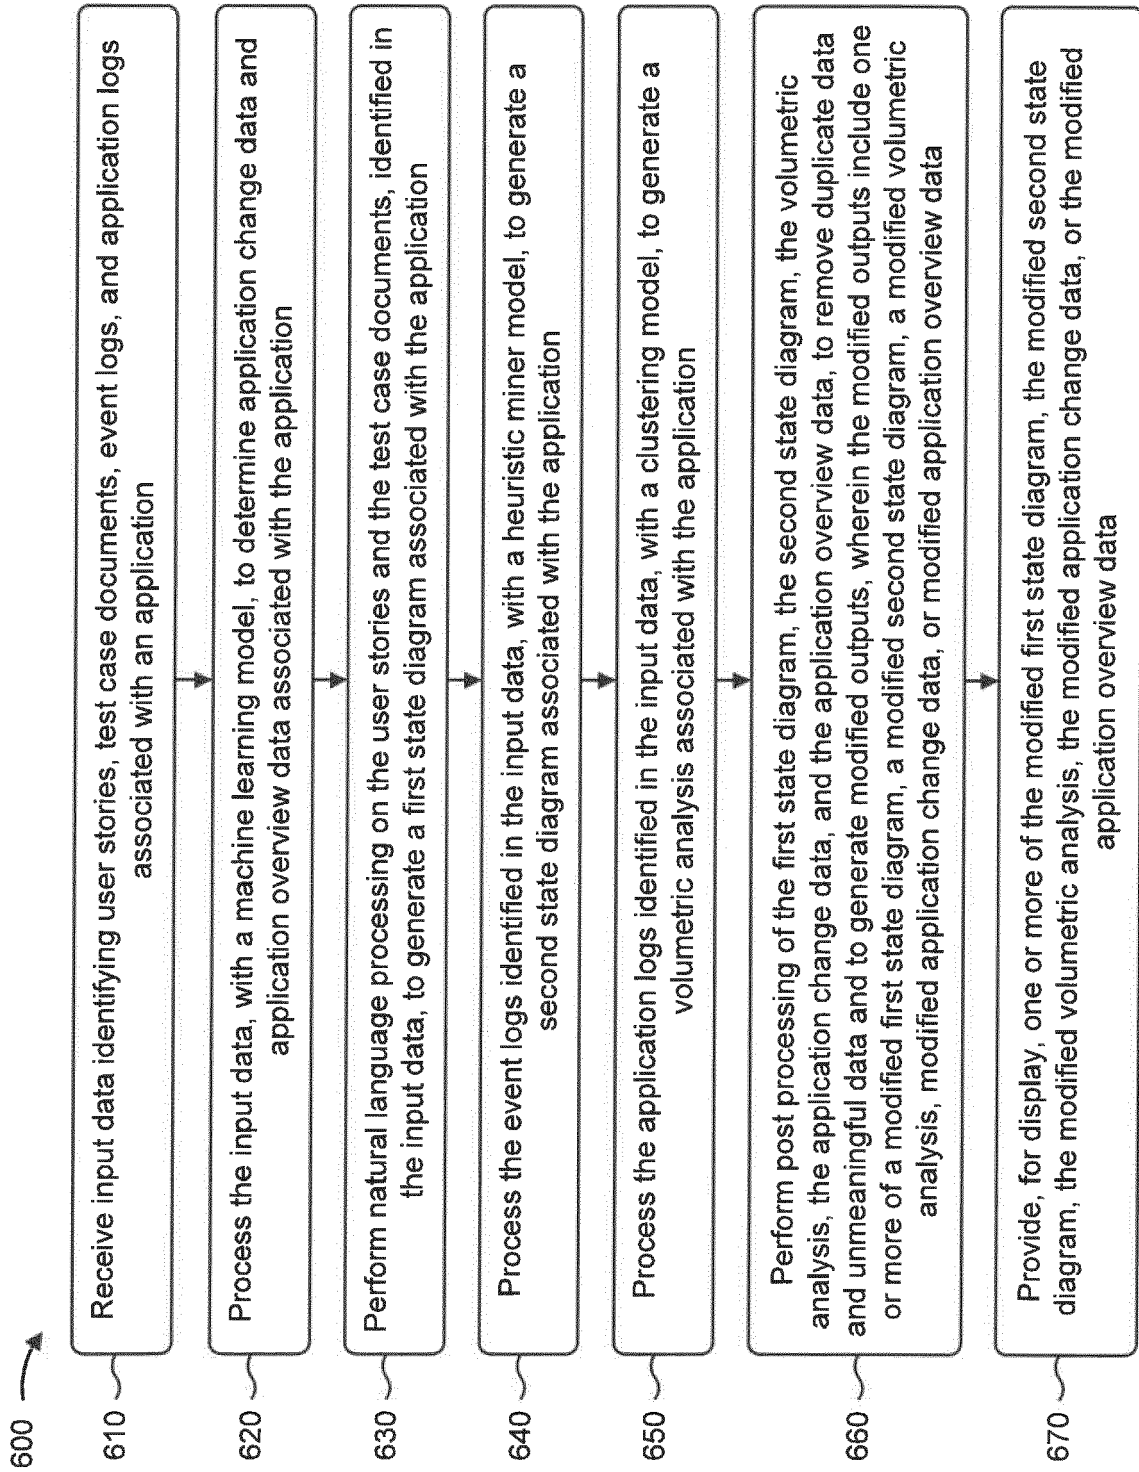 600
610
Receive input data identifying user stories, test case documents, event logs, and application logs
associated with an application
620
Process the input data, with a machine learning model, to determine application change data and
application overview data associated with the application
630
Perform natural language processing on the user stories and the test case documents, identified in
the input data, to generate a first state diagram associated with the application
640
Process the event logs identified in the input data, with a heuristic miner model, to generate a
second state diagram associated with the application
650
Process the application logs identified in the input data, with a clustering model, to generate a
volumetric analysis associated with the application
660
Perform post processing of the first state diagram, the second state diagram, the volumetric
analysis, the application change data, and the application overview data, to remove duplicate data
and unmeaningful data and to generate modified outputs, wherein the modified outputs include one
or more of a modified first state diagram, a modified second state diagram, a modified volumetric
analysis, modified application change data, or modified application overview data
670
Provide, for display, one or more of the modified first state diagram, the modified second state
diagram, the modified volumetric analysis, the modified application change data, or the modified
application overview data